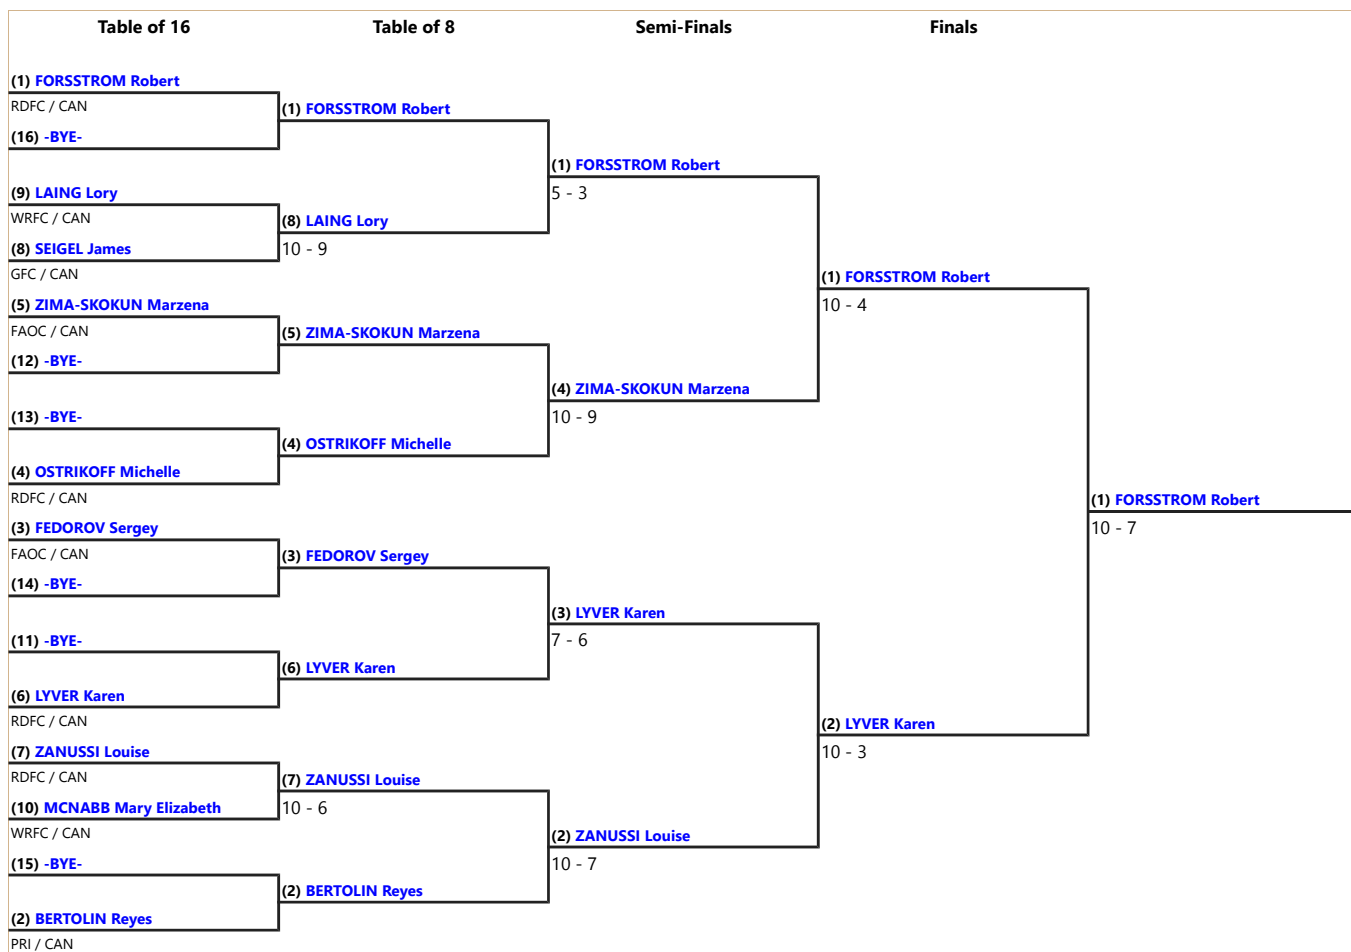 Table of 16
Table of 8
Semi-Finals
Finals
(1) FORSSTROM Robert
RDFC / CAN
(16) -BYE-
(9) LAING Lory
WRFC / CAN
(8) SEIGEL James
GFC / CAN
(5) ZIMA-SKOKUN Marzena
FAOC / CAN
(12) -BYE-
(13) -BYE-
(4) OSTRIKOFF Michelle
RDFC / CAN
(3) FEDOROV Sergey
FAOC / CAN
(14) -BYE-
(11) -BYE-
(6) LYVER Karen
RDFC / CAN
(7) ZANUSSI Louise
RDFC / CAN
(10) MCNABB Mary Elizabeth
WRFC / CAN
(15) -BYE-
(2) BERTOLIN Reyes
PRI / CAN
(1) FORSSTROM Robert
(8) LAING Lory
10 - 9
(5) ZIMA-SKOKUN Marzena
(4) OSTRIKOFF Michelle
(3) FEDOROV Sergey
(6) LYVER Karen
(7) ZANUSSI Louise
10 - 6
(2) BERTOLIN Reyes
(1) FORSSTROM Robert
5 - 3
(4) ZIMA-SKOKUN Marzena
10 - 9
(3) LYVER Karen
7 - 6
(2) ZANUSSI Louise
10 - 7
(1) FORSSTROM Robert
10 - 4
(2) LYVER Karen
10 - 3
(1) FORSSTROM Robert
10 - 7